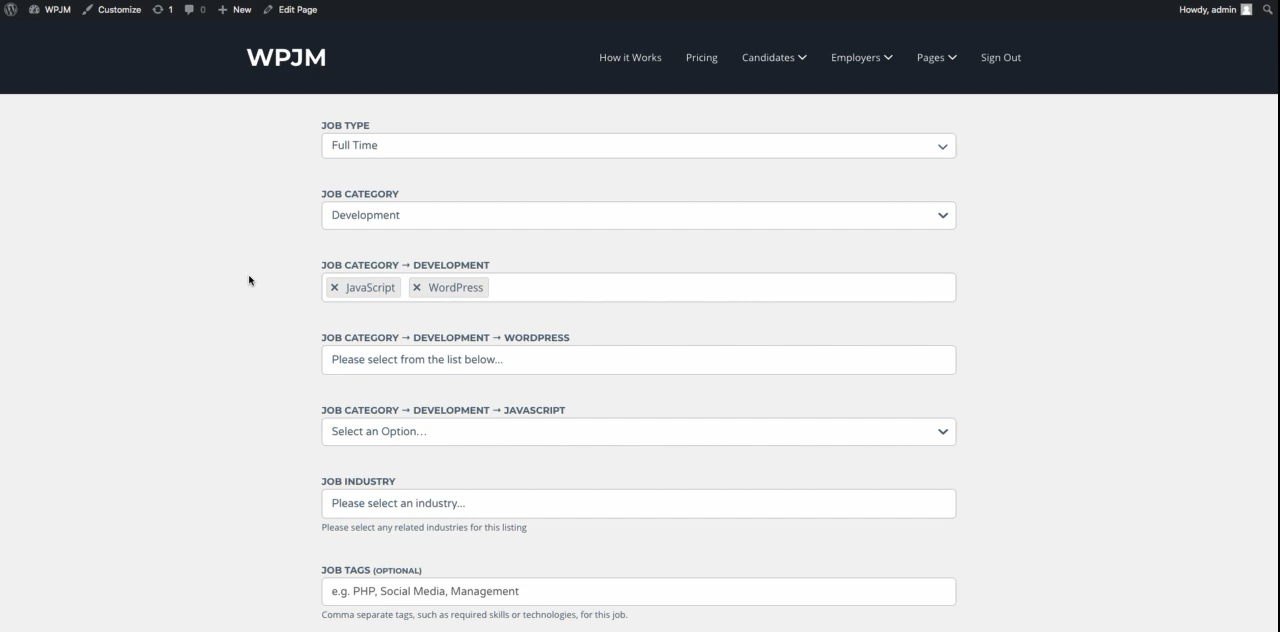 WPJM Customize 1 0 New Edit Page Howdy, admin
WPJM How it Works Pricing Candidates Employers Pages Sign Out
JOB TYPE
Full Time
JOB CATEGORY
Development
JOB CATEGORY → DEVELOPMENT
× JavaScript × WordPress
JOB CATEGORY → DEVELOPMENT → WORDPRESS
Please select from the list below...
JOB CATEGORY → DEVELOPMENT → JAVASCRIPT
Select an Option...
JOB INDUSTRY
Please select an industry...
Please select any related industries for this listing
JOB TAGS (OPTIONAL)
e.g. PHP, Social Media, Management
Comma separate tags, such as required skills or technologies, for this job.